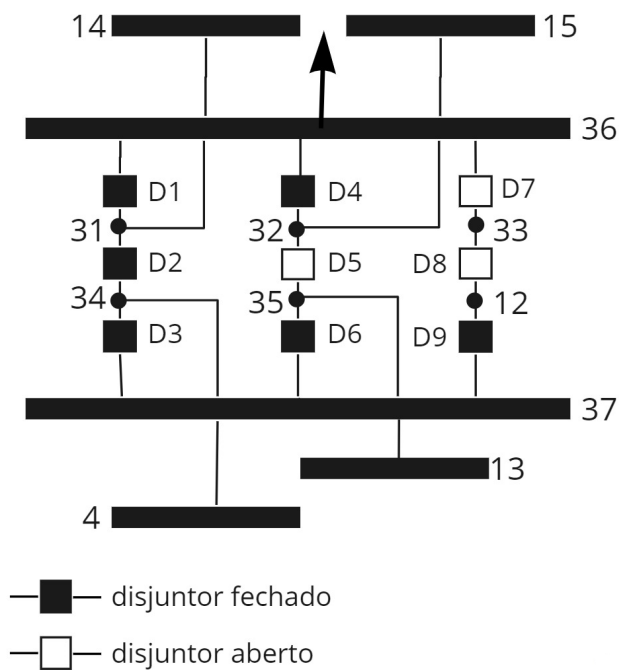 14
15
36
D1
D4
D7
31
32
33
D2
D5
D8
34
35
12
D3
D6
D9
37
13
4
disjuntor fechado
disjuntor aberto